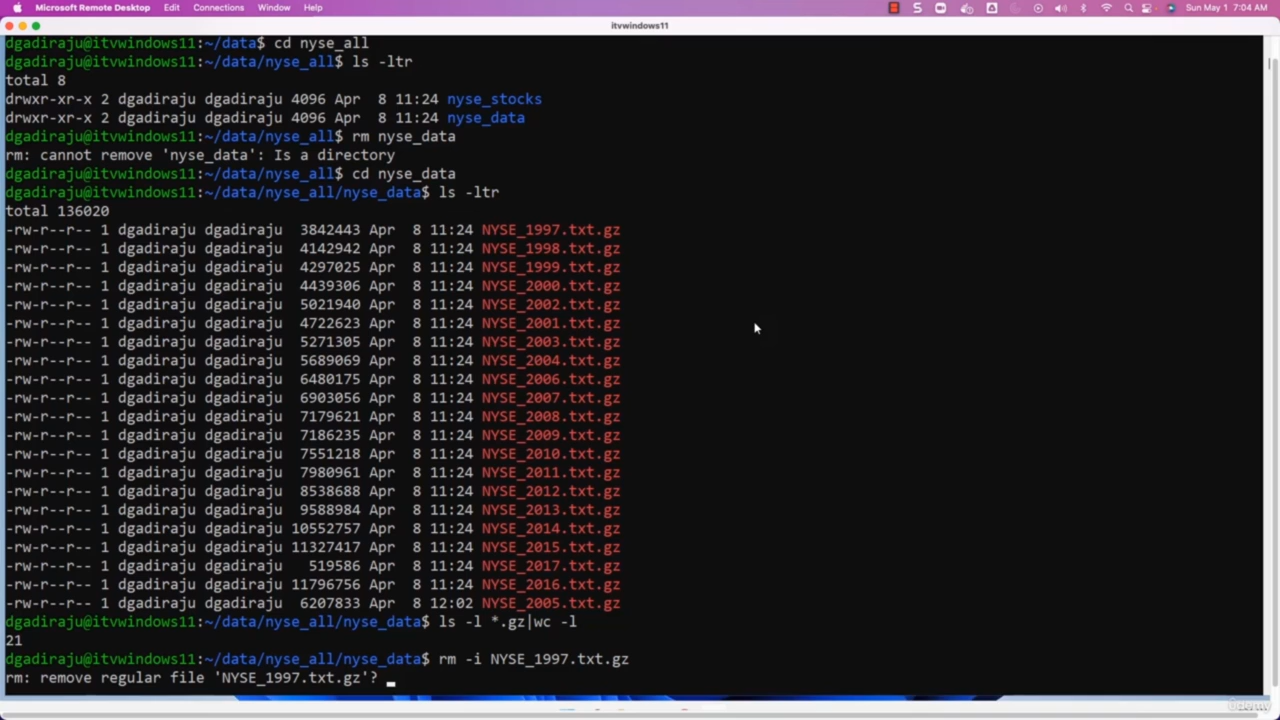 Microsoft Remote Desktop Edit Connections Window Help Sun May 1 7:04 AM
itvwindows11
dgadiraju@itvwindows11:~/data$ cd nyse_all
dgadiraju@itvwindows11:~/data/nyse_all$ ls -ltr
total 8
drwxr-xr-x 2 dgadiraju dgadiraju 4096 Apr  8 11:24 nyse_stocks
drwxr-xr-x 2 dgadiraju dgadiraju 4096 Apr  8 11:24 nyse_data
dgadiraju@itvwindows11:~/data/nyse_all$ rm nyse_data
rm: cannot remove 'nyse_data': Is a directory
dgadiraju@itvwindows11:~/data/nyse_all$ cd nyse_data
dgadiraju@itvwindows11:~/data/nyse_all/nyse_data$ ls -ltr
total 136020
-rw-r--r-- 1 dgadiraju dgadiraju  3842443 Apr  8 11:24 NYSE_1997.txt.gz
-rw-r--r-- 1 dgadiraju dgadiraju  4142942 Apr  8 11:24 NYSE_1998.txt.gz
-rw-r--r-- 1 dgadiraju dgadiraju  4297025 Apr  8 11:24 NYSE_1999.txt.gz
-rw-r--r-- 1 dgadiraju dgadiraju  4439306 Apr  8 11:24 NYSE_2000.txt.gz
-rw-r--r-- 1 dgadiraju dgadiraju  5021940 Apr  8 11:24 NYSE_2002.txt.gz
-rw-r--r-- 1 dgadiraju dgadiraju  4722623 Apr  8 11:24 NYSE_2001.txt.gz
-rw-r--r-- 1 dgadiraju dgadiraju  5271305 Apr  8 11:24 NYSE_2003.txt.gz
-rw-r--r-- 1 dgadiraju dgadiraju  5689069 Apr  8 11:24 NYSE_2004.txt.gz
-rw-r--r-- 1 dgadiraju dgadiraju  6480175 Apr  8 11:24 NYSE_2006.txt.gz
-rw-r--r-- 1 dgadiraju dgadiraju  6903056 Apr  8 11:24 NYSE_2007.txt.gz
-rw-r--r-- 1 dgadiraju dgadiraju  7179621 Apr  8 11:24 NYSE_2008.txt.gz
-rw-r--r-- 1 dgadiraju dgadiraju  7186235 Apr  8 11:24 NYSE_2009.txt.gz
-rw-r--r-- 1 dgadiraju dgadiraju  7551218 Apr  8 11:24 NYSE_2010.txt.gz
-rw-r--r-- 1 dgadiraju dgadiraju  7980961 Apr  8 11:24 NYSE_2011.txt.gz
-rw-r--r-- 1 dgadiraju dgadiraju  8538688 Apr  8 11:24 NYSE_2012.txt.gz
-rw-r--r-- 1 dgadiraju dgadiraju  9588984 Apr  8 11:24 NYSE_2013.txt.gz
-rw-r--r-- 1 dgadiraju dgadiraju 10552757 Apr  8 11:24 NYSE_2014.txt.gz
-rw-r--r-- 1 dgadiraju dgadiraju 11327417 Apr  8 11:24 NYSE_2015.txt.gz
-rw-r--r-- 1 dgadiraju dgadiraju   519586 Apr  8 11:24 NYSE_2017.txt.gz
-rw-r--r-- 1 dgadiraju dgadiraju 11796756 Apr  8 11:24 NYSE_2016.txt.gz
-rw-r--r-- 1 dgadiraju dgadiraju  6207833 Apr  8 12:02 NYSE_2005.txt.gz
dgadiraju@itvwindows11:~/data/nyse_all/nyse_data$ ls -l *.gz|wc -l
21
dgadiraju@itvwindows11:~/data/nyse_all/nyse_data$ rm -i NYSE_1997.txt.gz
rm: remove regular file 'NYSE_1997.txt.gz'?
Udemy